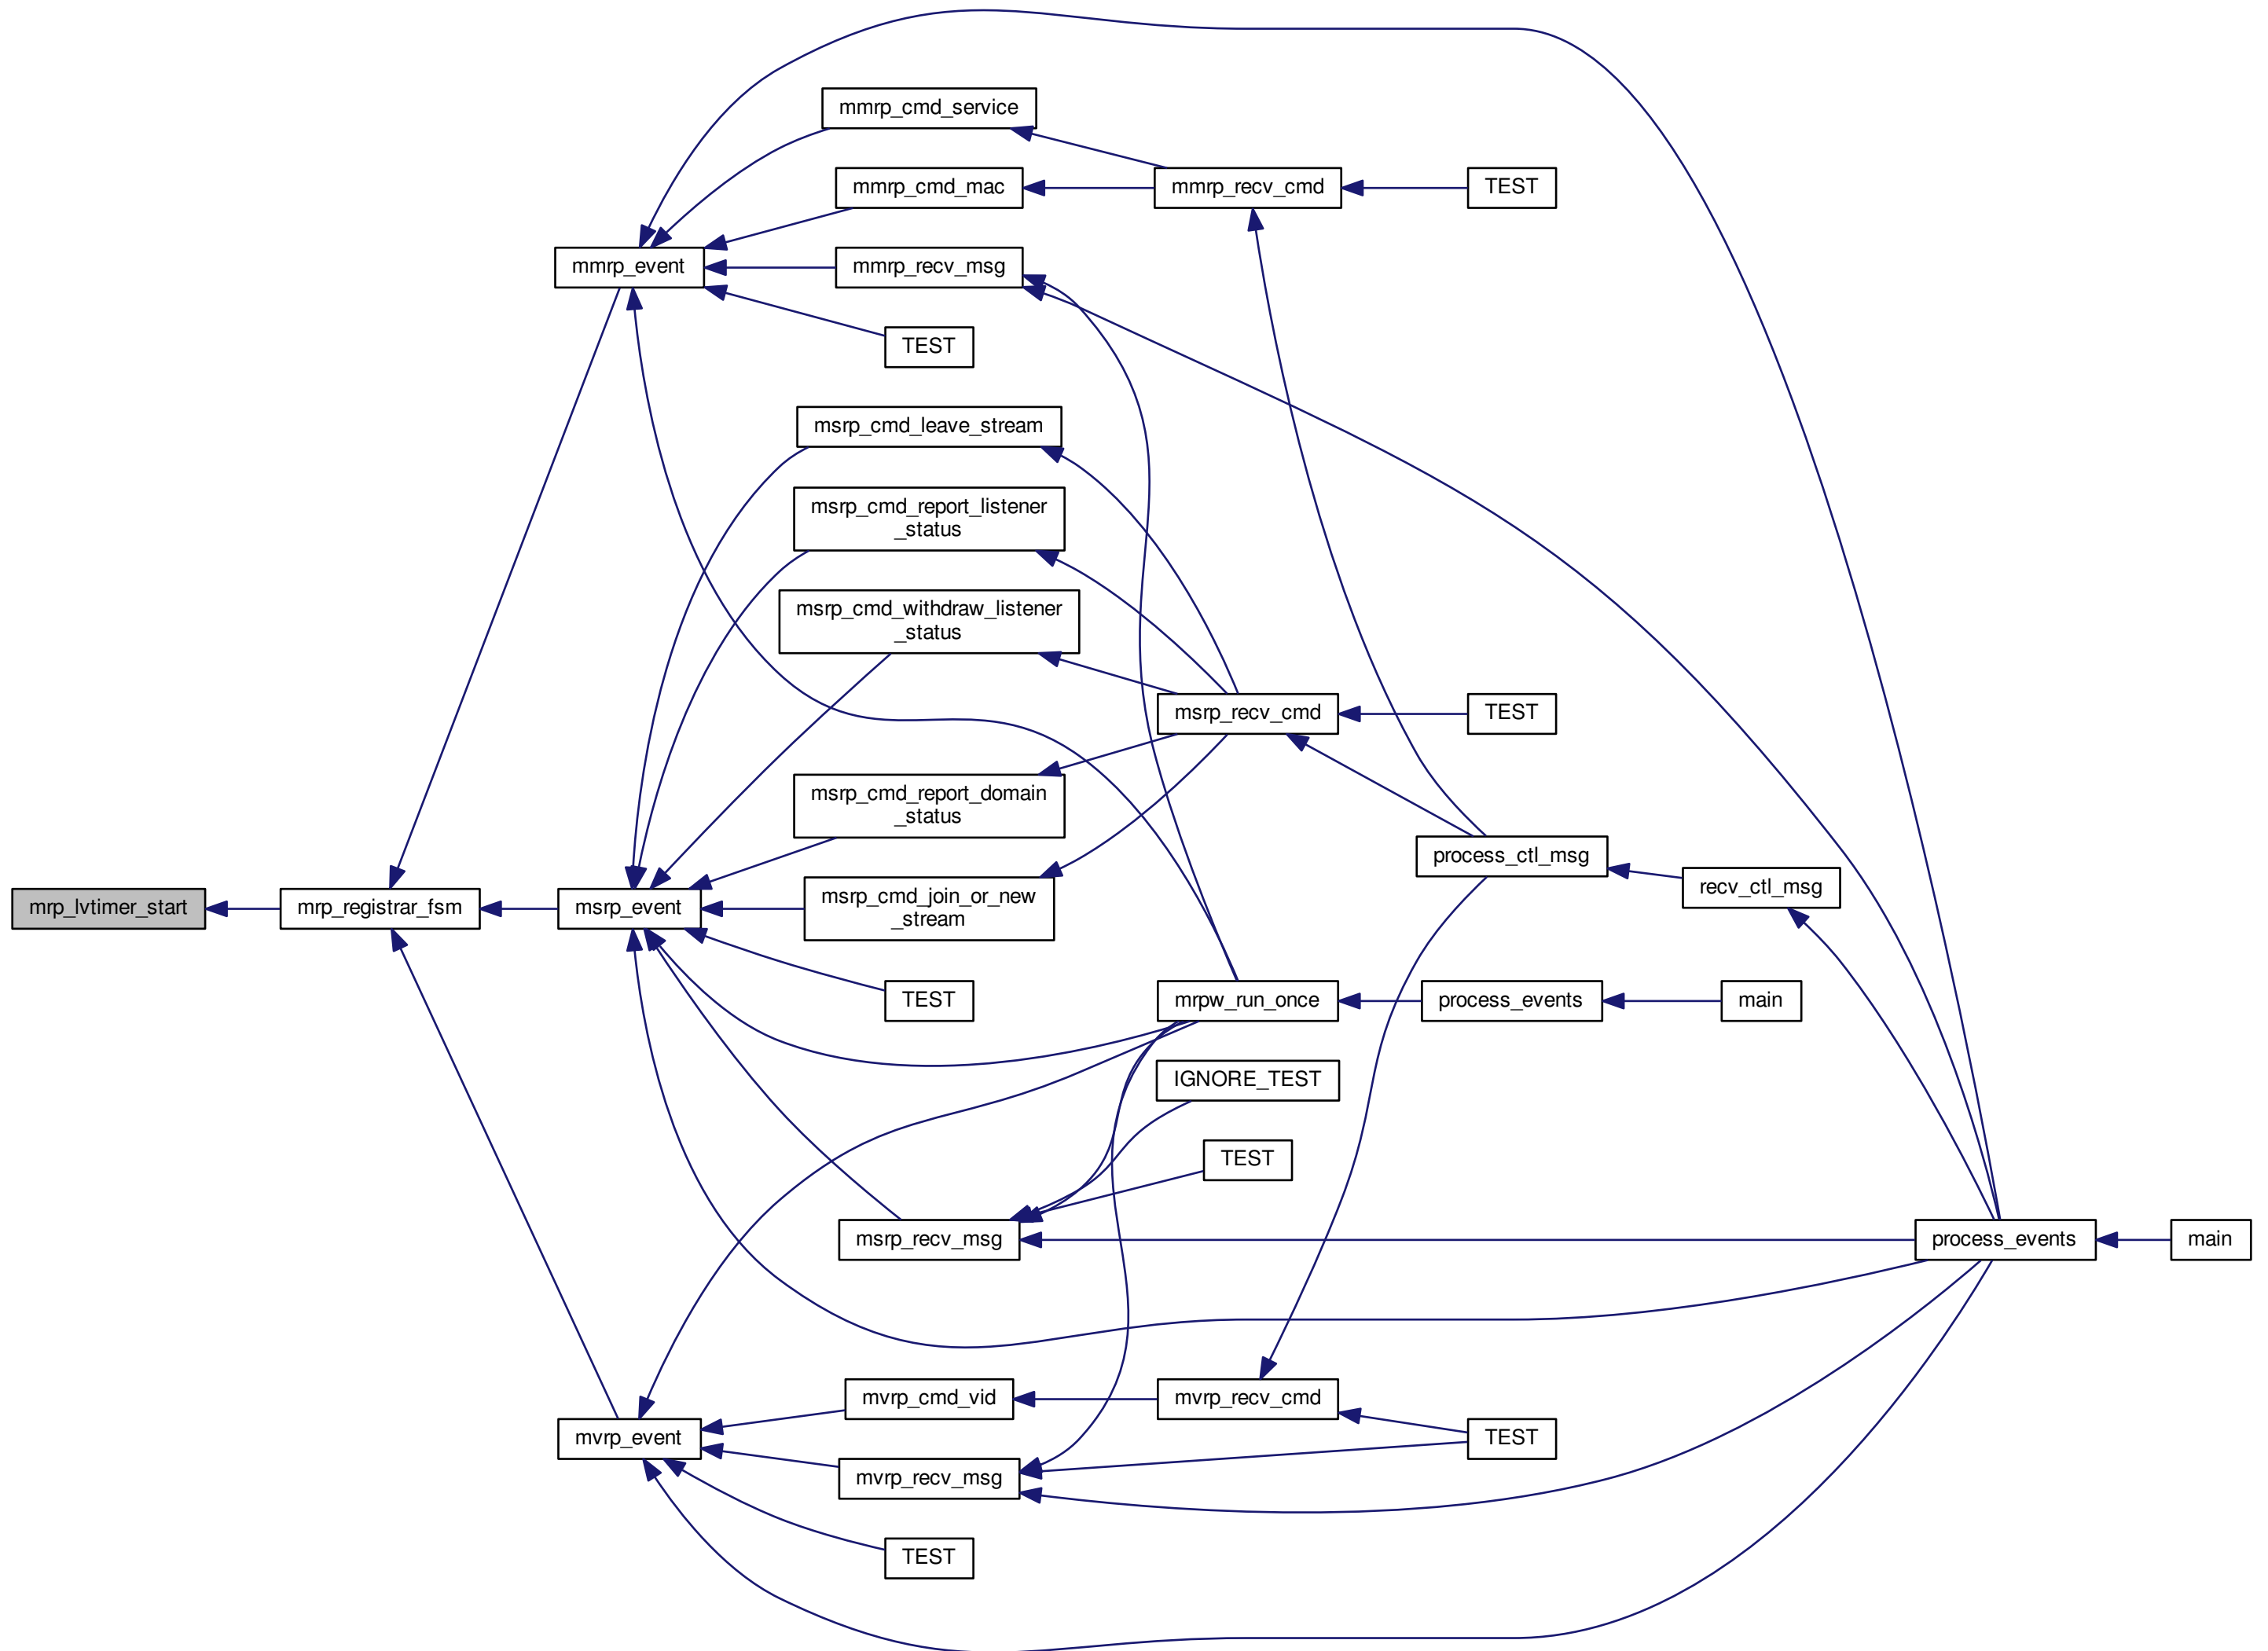 mmrp_cmd_service
mmrp_cmd_mac
mmrp_recv_cmd
TEST
mmrp_event
mmrp_recv_msg
TEST
msrp_cmd_leave_stream
msrp_cmd_report_listener
_status
msrp_cmd_withdraw_listener
_status
msrp_recv_cmd
TEST
msrp_cmd_report_domain
_status
process_ctl_msg
recv_ctl_msg
mrp_lvtimer_start
mrp_registrar_fsm
msrp_event
msrp_cmd_join_or_new
_stream
TEST
mrpw_run_once
process_events
main
IGNORE_TEST
TEST
msrp_recv_msg
process_events
main
mvrp_cmd_vid
mvrp_recv_cmd
mvrp_event
TEST
mvrp_recv_msg
TEST